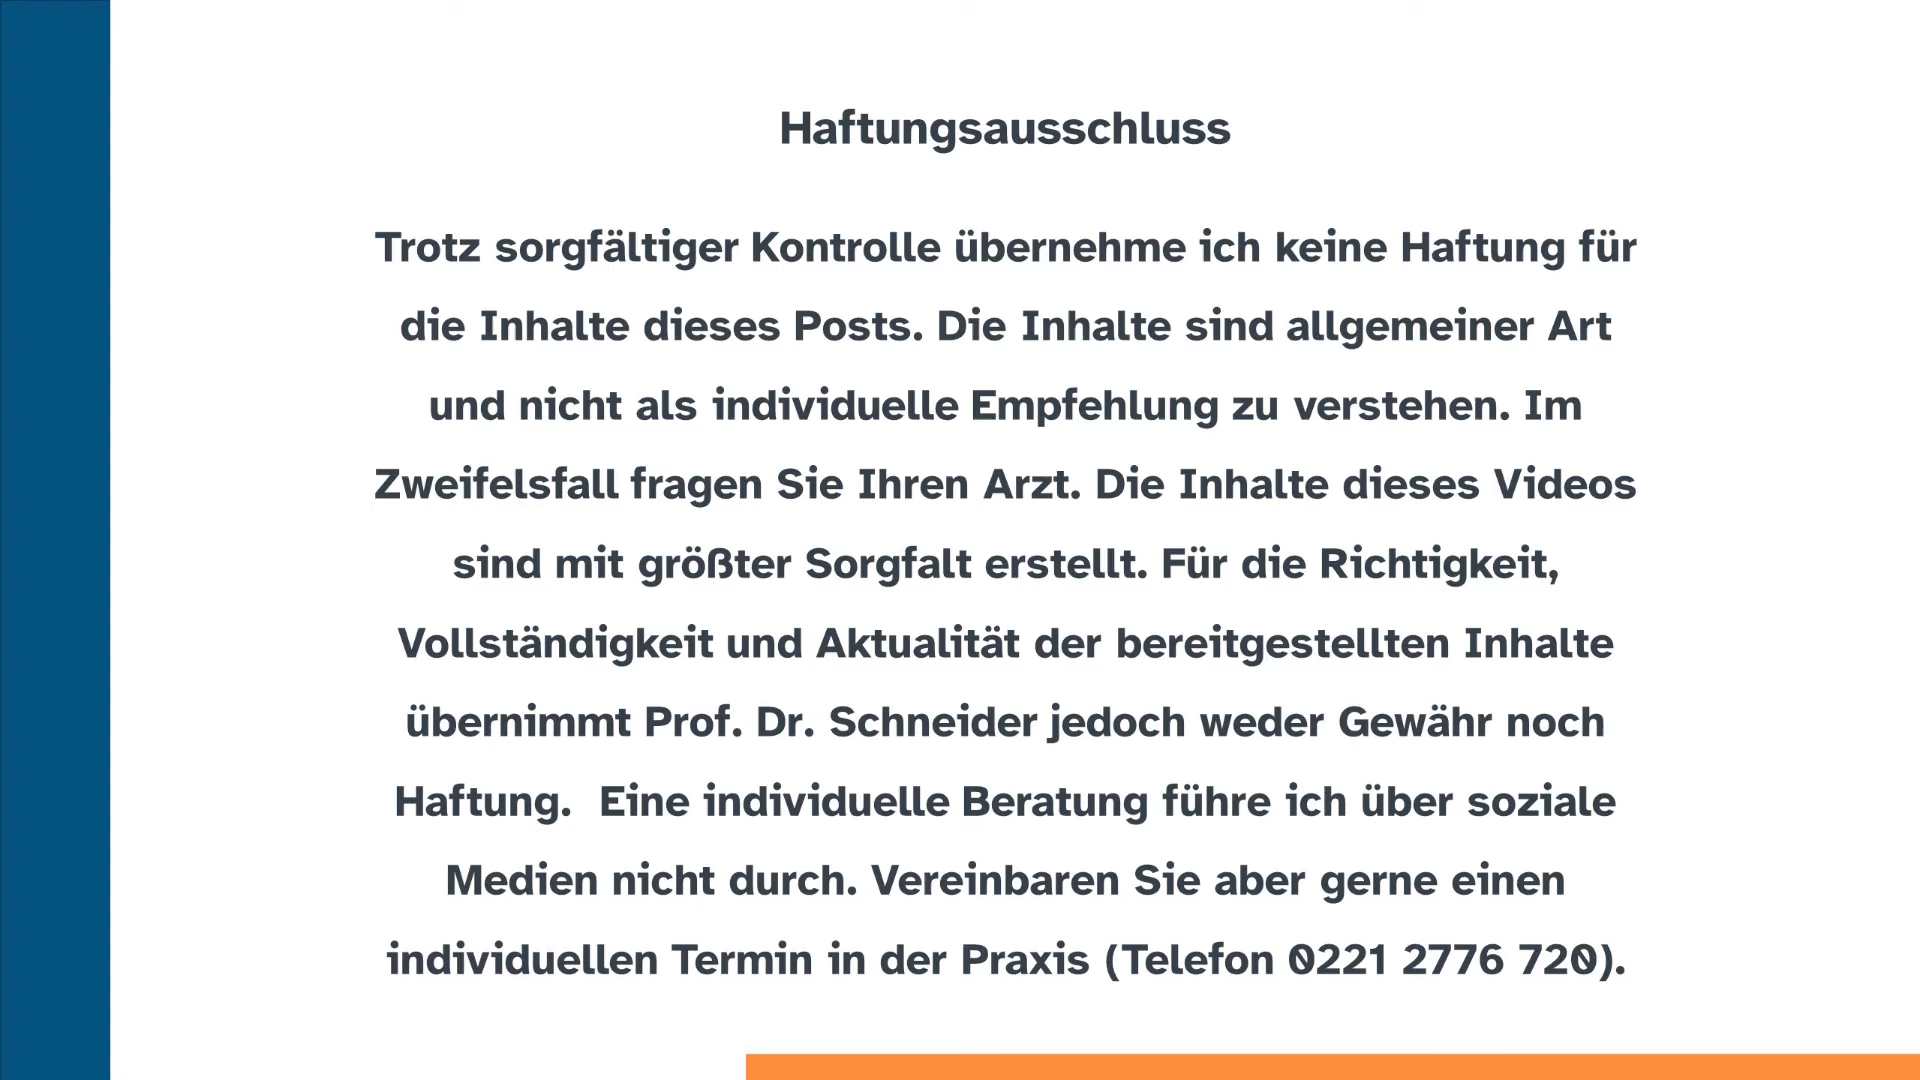 Haftungsausschluss
Trotz sorgfältiger Kontrolle übernehme ich keine Haftung für
die Inhalte dieses Posts. Die Inhalte sind allgemeiner Art
und nicht als individuelle Empfehlung zu verstehen. Im
Zweifelsfall fragen Sie Ihren Arzt. Die Inhalte dieses Videos
sind mit größter Sorgfalt erstellt. Für die Richtigkeit,
Vollständigkeit und Aktualität der bereitgestellten Inhalte
übernimmt Prof. Dr. Schneider jedoch weder Gewähr noch
Haftung.  Eine individuelle Beratung führe ich über soziale
Medien nicht durch. Vereinbaren Sie aber gerne einen
individuellen Termin in der Praxis (Telefon 0221 2776 720).